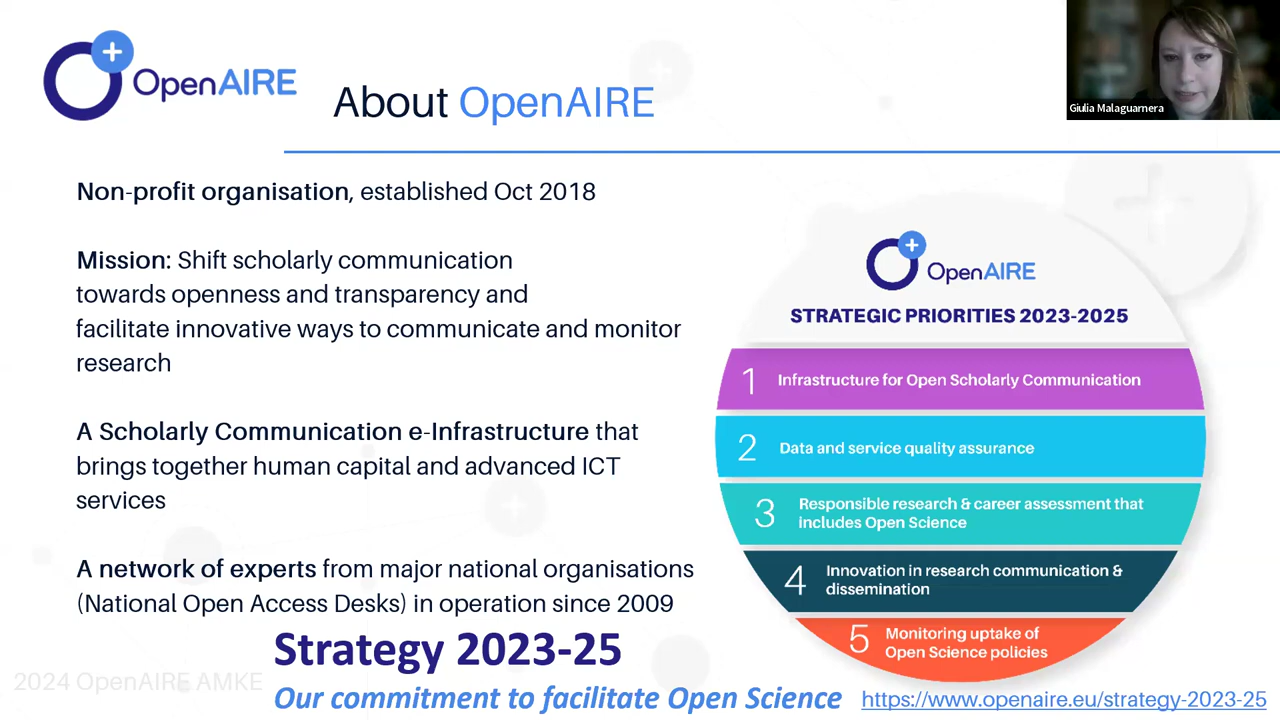 OpenAIRE
About OpenAIRE
Giulia Malaguarnera
Non-profit organisation, established Oct 2018
Mission: Shift scholarly communication
towards openness and transparency and
facilitate innovative ways to communicate and monitor
research
A Scholarly Communication e-Infrastructure that
brings together human capital and advanced ICT
services
A network of experts from major national organisations
(National Open Access Desks) in operation since 2009
OpenAIRE
STRATEGIC PRIORITIES 2023-2025
1 Infrastructure for Open Scholarly Communication
2 Data and service quality assurance
3 Responsible research & career assessment that
includes Open Science
4 Innovation in research communication &
dissemination
5 Monitoring uptake of
Open Science policies
Strategy 2023-25
2024 OpenAIRE AMKE
Our commitment to facilitate Open Science
https://www.openaire.eu/strategy-2023-25